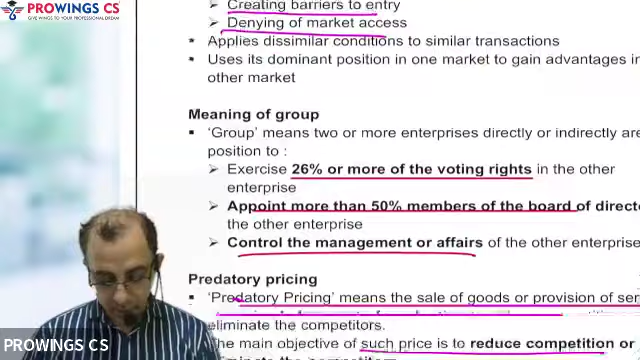 PROWINGS CS
GIVE WINGS TO YOUR PROFESSIONAL DREAM
➢ Creating barriers to entry
➢ Denying of market access
▪ Applies dissimilar conditions to similar transactions
▪ Uses its dominant position in one market to gain advantages in
other market
Meaning of group
▪ ‘Group’ means two or more enterprises directly or indirectly are
position to :
➢ Exercise 26% or more of the voting rights in the other
enterprise
➢ Appoint more than 50% members of the board of direct
the other enterprise
➢ Control the management or affairs of the other enterprise
Predatory pricing
▪ ‘Predatory Pricing’ means the sale of goods or provision of ser
eliminate the competitors.
The main objective of such price is to reduce competition or
PROWINGS CS